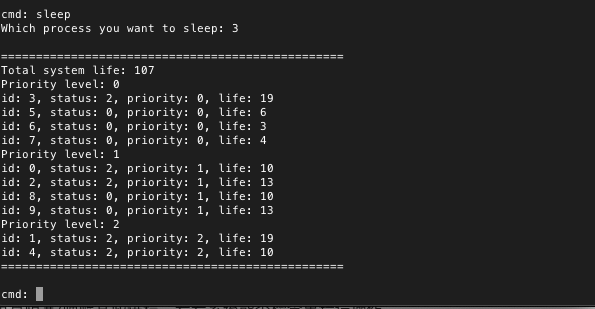 cmd: sleep
Which process you want to sleep: 3
=================================================
Total system life: 107
Priority level: 0
id: 3, status: 2, priority: 0, life: 19
id: 5, status: 0, priority: 0, life: 6
id: 6, status: 0, priority: 0, life: 3
id: 7, status: 0, priority: 0, life: 4
Priority level: 1
id: 0, status: 2, priority: 1, life: 10
id: 2, status: 2, priority: 1, life: 13
id: 8, status: 0, priority: 1, life: 10
id: 9, status: 0, priority: 1, life: 13
Priority level: 2
id: 1, status: 2, priority: 2, life: 19
id: 4, status: 2, priority: 2, life: 10
=================================================
cmd: